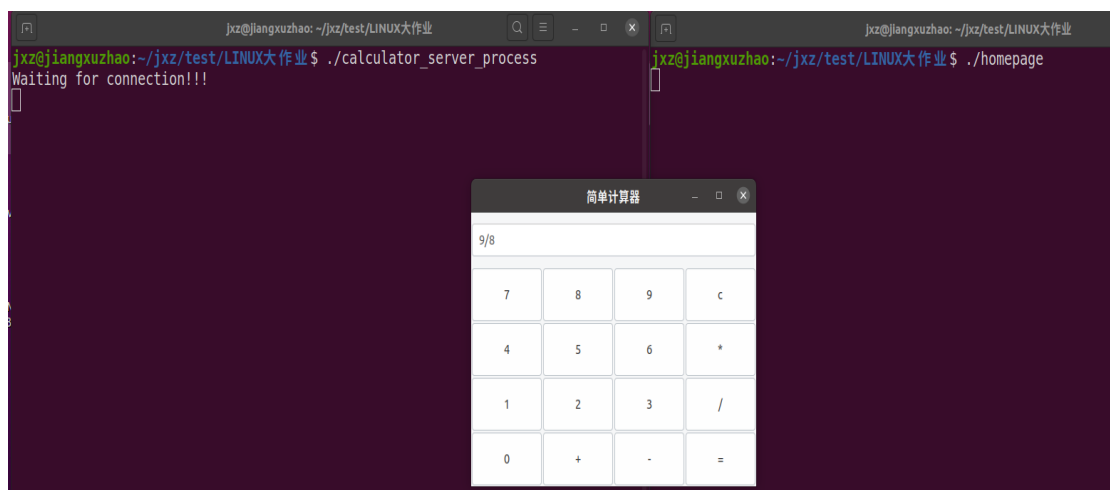 jxz@jiangxuzhao: ~/jxz/test/LINUX大作业
jxz@jiangxuzhao:~/jxz/test/LINUX大作业$ ./calculator_server_process
Waiting for connection!!!
jxz@jiangxuzhao: ~/jxz/test/LINUX大作业
jxz@jiangxuzhao:~/jxz/test/LINUX大作业$ ./homepage
简单计算器
9/8
7 8 9 c
4 5 6 *
1 2 3 /
0 + - =